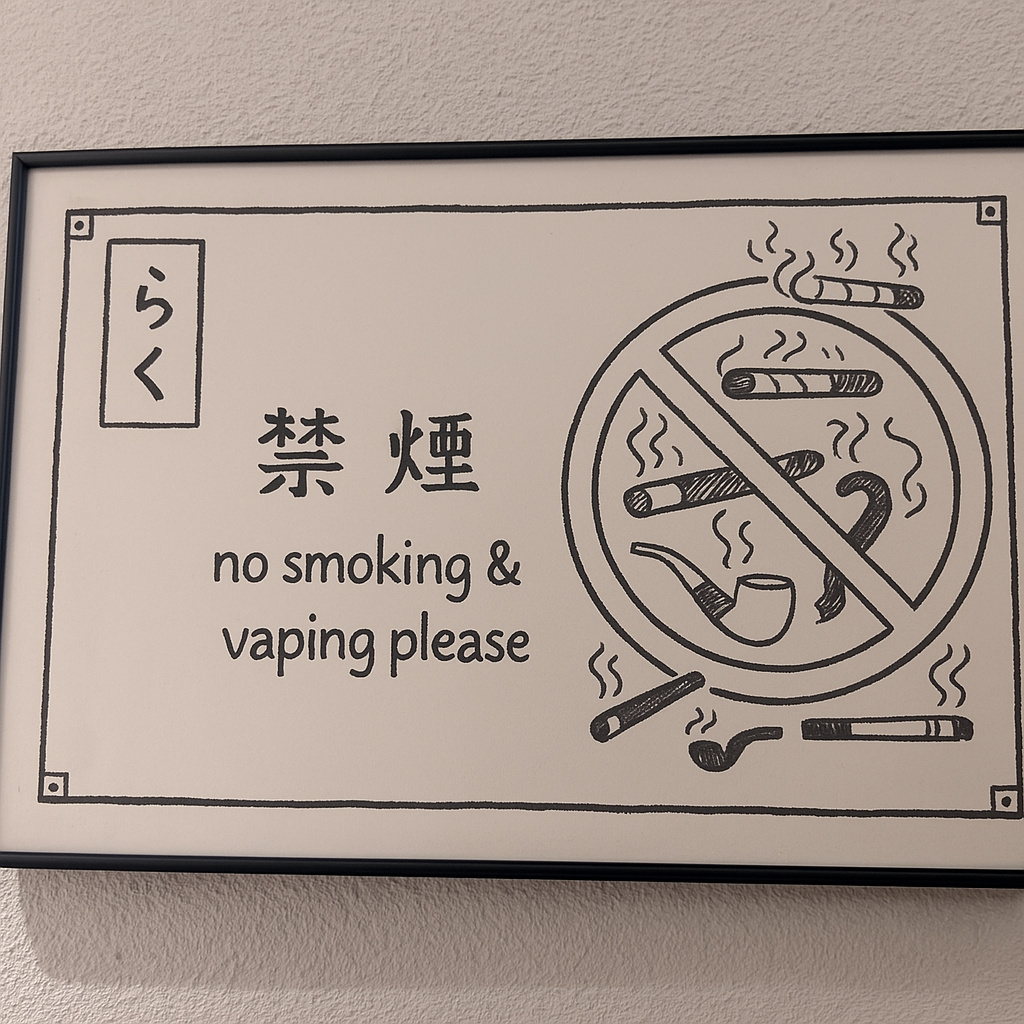 らく
禁煙
no smoking &
vaping please